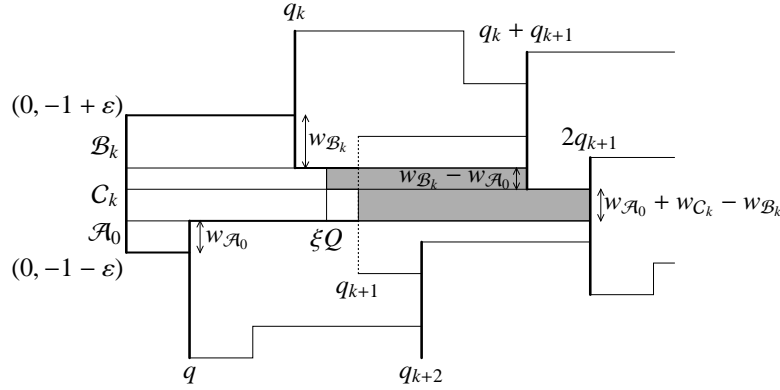 q_k
q_k + q_{k+1}
(0, -1 + ε)
w_{𝓑_k}
𝓑_k
2q_{k+1}
w_{𝓑_k} − w_{𝓐_0}
𝓒_k
w_{𝓐_0} + w_{𝓒_k} − w_{𝓑_k}
𝓐_0
w_{𝓐_0}
ξQ
(0, -1 − ε)
q_{k+1}
q
q_{k+2}